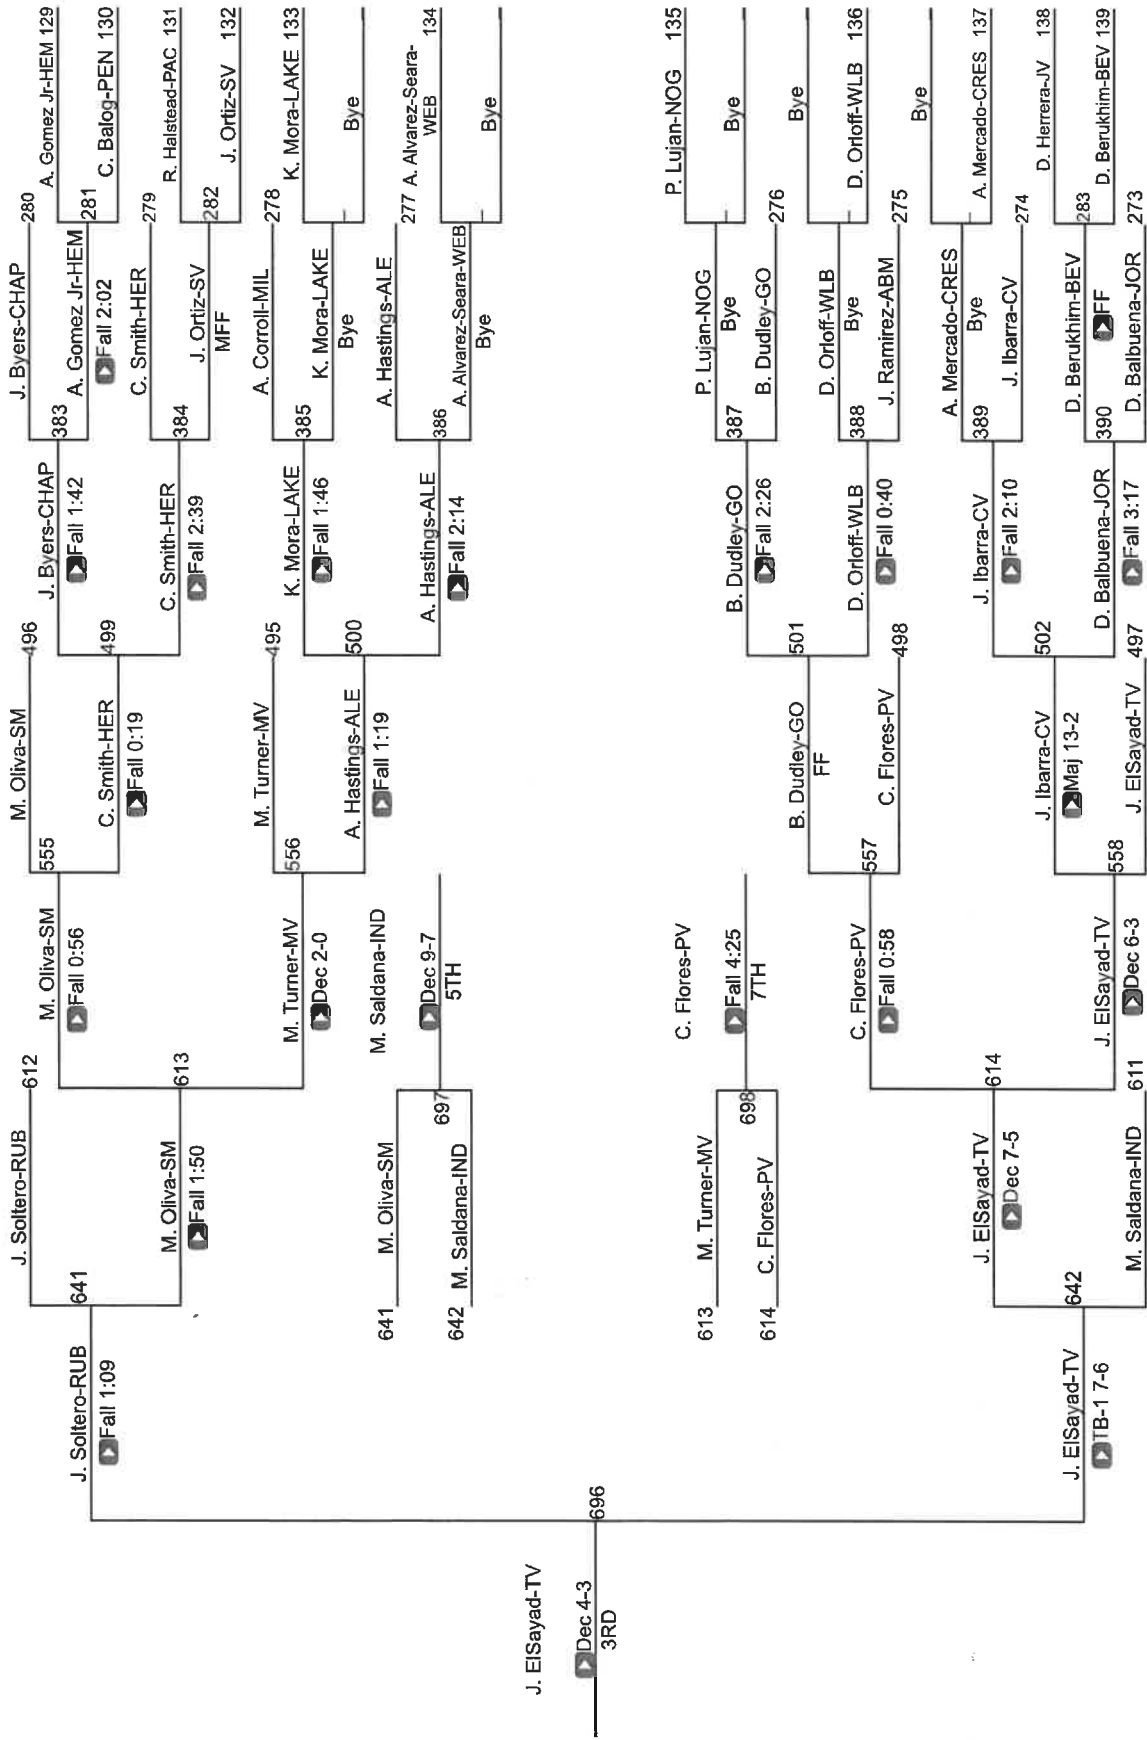 A. Gomez Jr-HEM 129
C. Balog-PEN 130
R. Halstead-PAC 131
J. Ortiz-SV 132
K. Mora-LAKE 133
Bye
A. Alvarez-Seara-
WEB
134
Bye
P. Lujan-NOG 135
Bye
Bye
D. Orloff-WLB 136
Bye
A. Mercado-CRES 137
D. Herrera-JV 138
D. Berukhim-BEV 139
J. Byers-CHAP 280
A. Gomez Jr-HEM 281
Fall 2:02
C. Smith-HER 279
J. Ortiz-SV 282
MFF
A. Corroll-MIL 278
K. Mora-LAKE
Bye
A. Hastings-ALE 277
A. Alvarez-Seara-WEB
Bye
P. Lujan-NOG
Bye
B. Dudley-GO 276
D. Orloff-WLB
Bye
J. Ramirez-ABM 275
A. Mercado-CRES
Bye
J. Ibarra-CV 274
D. Berukhim-BEV 283
FF
D. Balbuena-JOR 273
J. Byers-CHAP 383
Fall 1:42
C. Smith-HER 384
Fall 2:39
K. Mora-LAKE 385
Fall 1:46
A. Hastings-ALE 386
Fall 2:14
B. Dudley-GO 387
Fall 2:26
D. Orloff-WLB 388
Fall 0:40
J. Ibarra-CV 389
Fall 2:10
D. Balbuena-JOR 390
Fall 3:17
M. Oliva-SM 496
C. Smith-HER 499
Fall 0:19
M. Turner-MV 495
A. Hastings-ALE 500
Fall 1:19
B. Dudley-GO 501
FF
C. Flores-PV 498
J. Ibarra-CV 502
Maj 13-2
J. ElSayad-TV 497
M. Oliva-SM 555
Fall 0:56
M. Turner-MV 556
Dec 2-0
C. Flores-PV 557
Fall 0:58
J. ElSayad-TV 558
Dec 6-3
M. Saldana-IND
Dec 9-7
5TH
C. Flores-PV
Fall 4:25
7TH
J. Soltero-RUB 612
M. Oliva-SM 613
Fall 1:50
641 M. Oliva-SM
697
642 M. Saldana-IND
613 M. Turner-MV
698
614 C. Flores-PV
J. ElSayad-TV 614
Dec 7-5
M. Saldana-IND 611
J. Soltero-RUB 641
Fall 1:09
J. ElSayad-TV 642
TB-1 7-6
J. ElSayad-TV 696
Dec 4-3
3RD